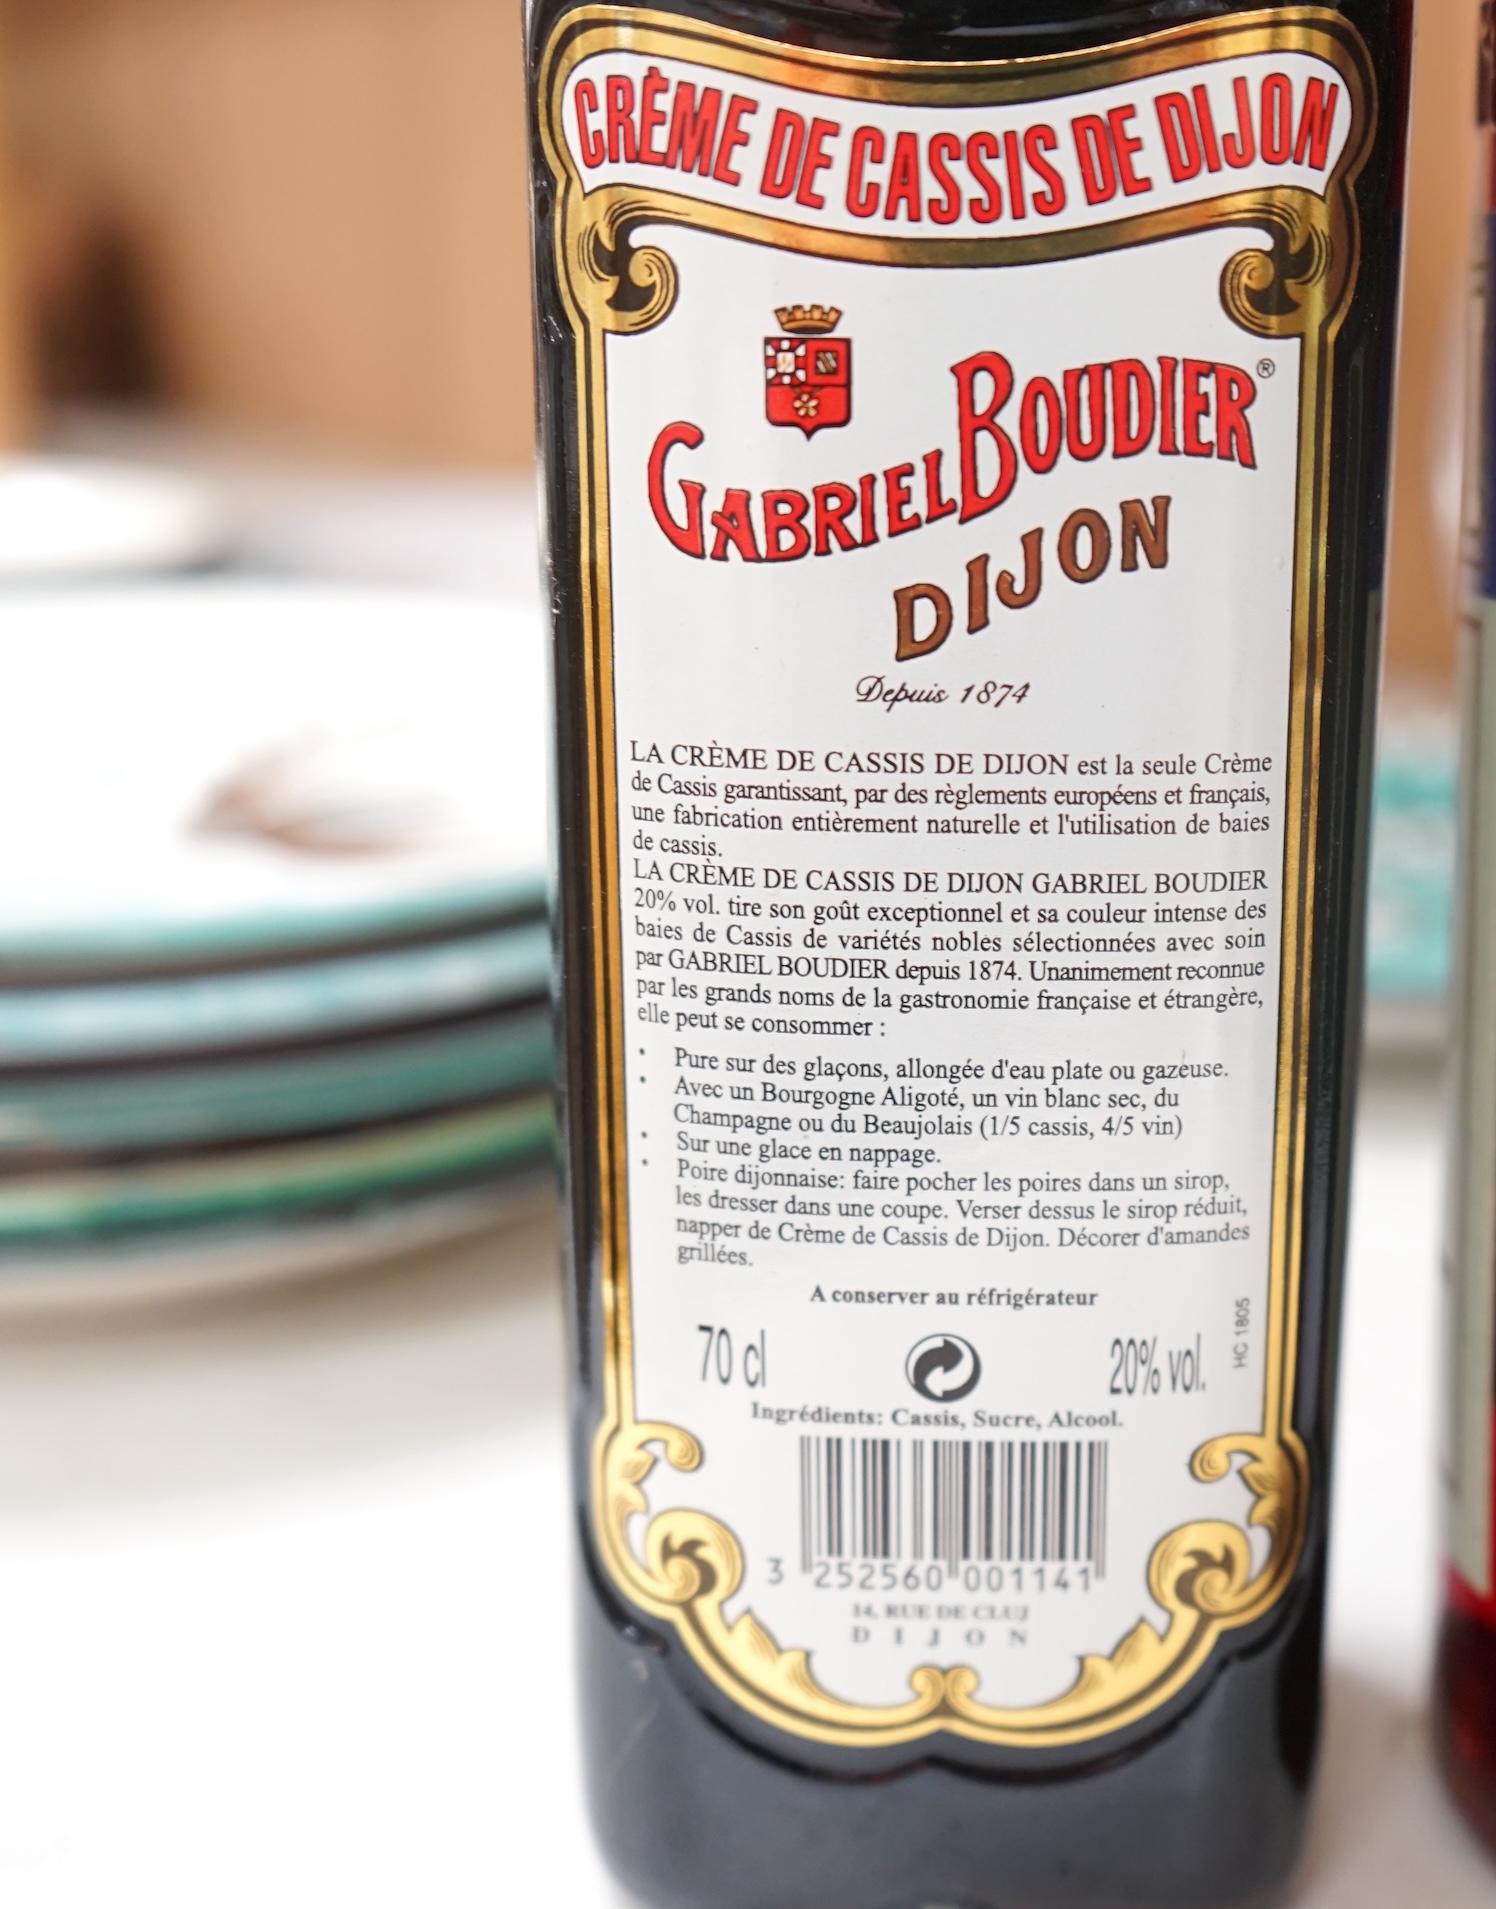 CRÈME DE CASSIS DE DIJON
GABRIEL BOUDIER®
DIJON
Depuis 1874
LA CRÈME DE CASSIS DE DIJON est la seule Crème
de Cassis garantissant, par des règlements européens et français,
une fabrication entièrement naturelle et l'utilisation de baies
de cassis.
LA CRÈME DE CASSIS DE DIJON GABRIEL BOUDIER
20% vol. tire son goût exceptionnel et sa couleur intense des
baies de Cassis de variétés nobles sélectionnées avec soin
par GABRIEL BOUDIER depuis 1874. Unanimement reconnue
par les grands noms de la gastronomie française et étrangère,
elle peut se consommer :
• Pure sur des glaçons, allongée d'eau plate ou gazeuse.
• Avec un Bourgogne Aligoté, un vin blanc sec, du
Champagne ou du Beaujolais (1/5 cassis, 4/5 vin)
• Sur une glace en nappage.
• Poire dijonnaise: faire pocher les poires dans un sirop,
les dresser dans une coupe. Verser dessus le sirop réduit,
napper de Crème de Cassis de Dijon. Décorer d'amandes
grillées.
A conserver au réfrigérateur
70 cl
20% vol.
HC 1805
Ingrédients: Cassis, Sucre, Alcool.
3 252560 001141
14, RUE DE CLUJ
DIJON